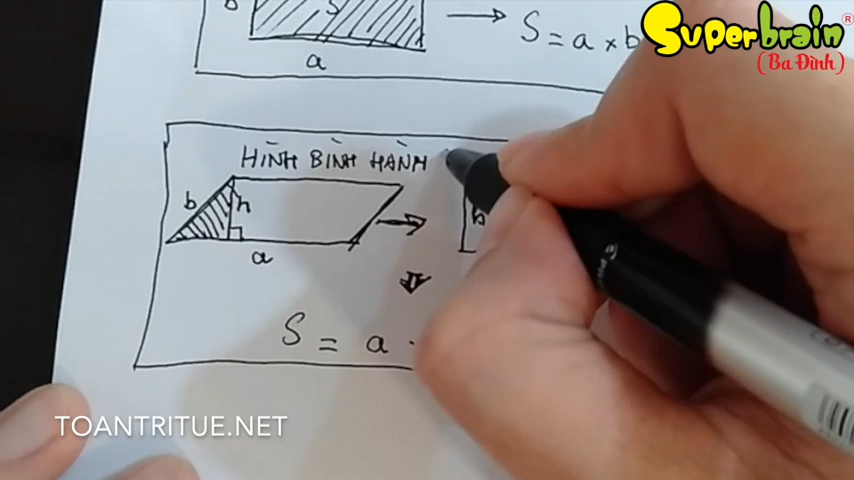 b
S
a
S = a x b
Superbrain
(Ba Đình)
HÌNH BÌNH HÀNH
b
h
a
h
S = a
TOANTRITUE.NET